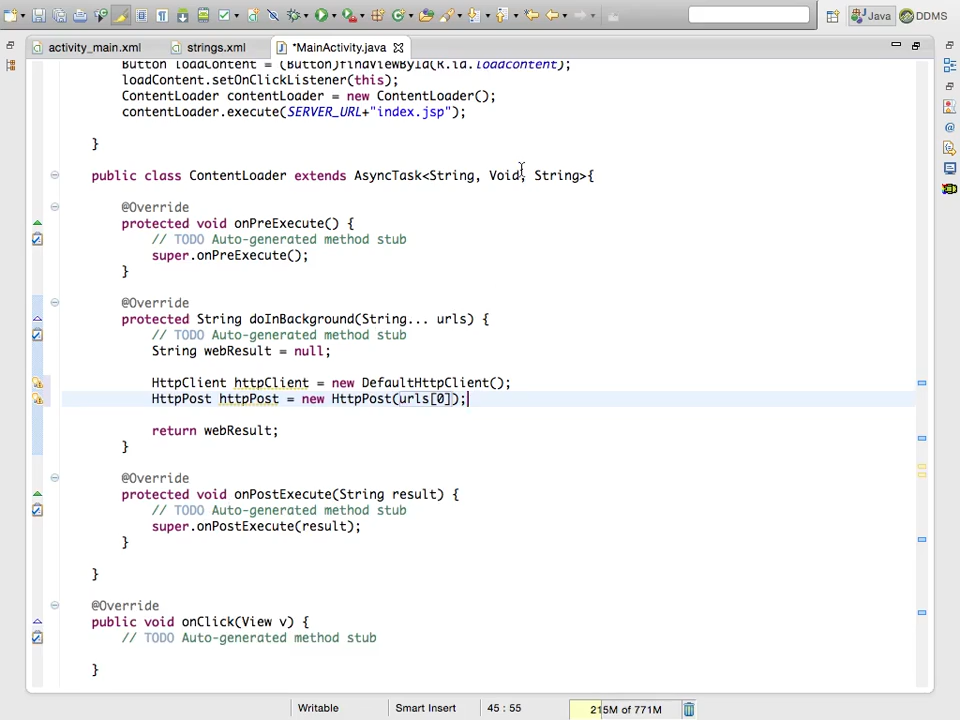 Java
DDMS
activity_main.xml
strings.xml
*MainActivity.java
Button loadContent = (Button)findViewById(R.id.loadcontent);
loadContent.setOnClickListener(this);
ContentLoader contentLoader = new ContentLoader();
contentLoader.execute(SERVER_URL+"index.jsp");
}
public class ContentLoader extends AsyncTask<String, Void, String>{
@Override
protected void onPreExecute() {
// TODO Auto-generated method stub
super.onPreExecute();
}
@Override
protected String doInBackground(String... urls) {
// TODO Auto-generated method stub
String webResult = null;
HttpClient httpClient = new DefaultHttpClient();
HttpPost httpPost = new HttpPost(urls[0]);
return webResult;
}
@Override
protected void onPostExecute(String result) {
// TODO Auto-generated method stub
super.onPostExecute(result);
}
}
@Override
public void onClick(View v) {
// TODO Auto-generated method stub
}
Writable
Smart Insert
45 : 55
215M of 771M